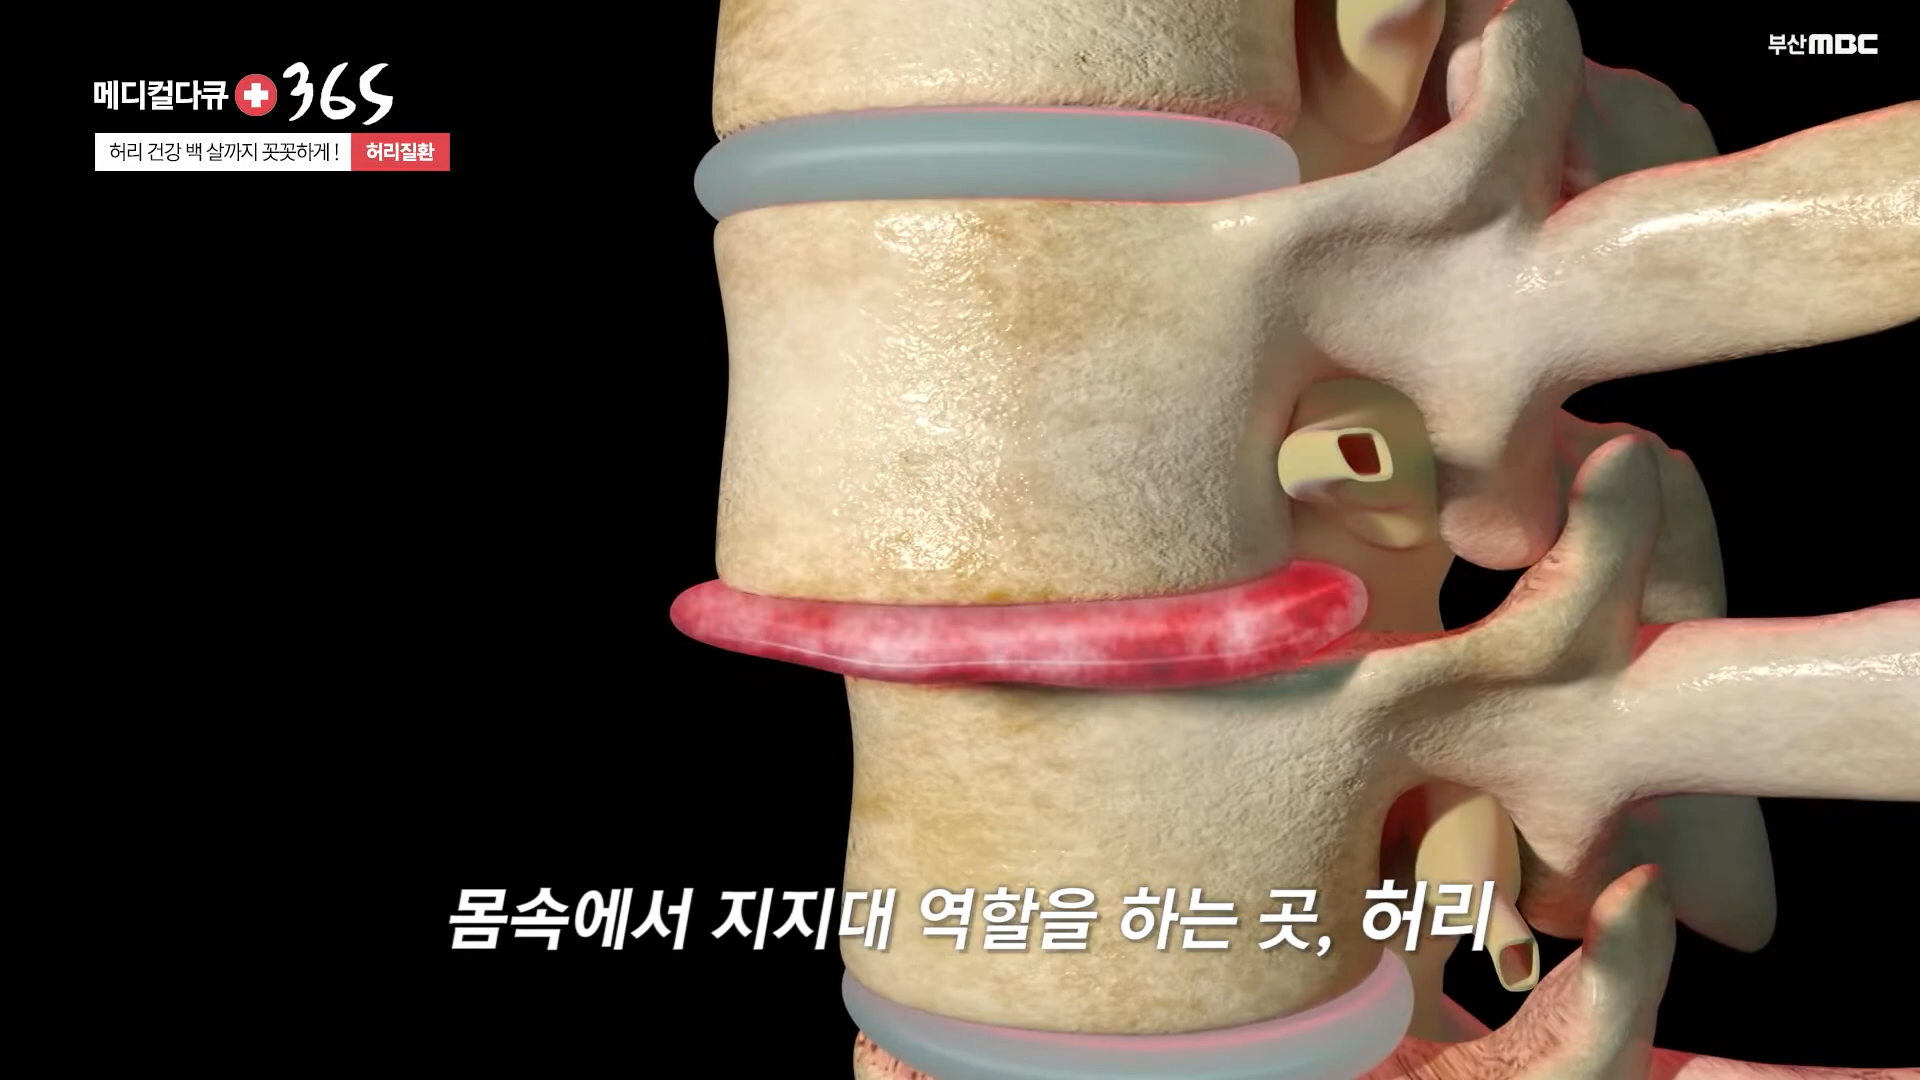 메디컬다큐 365
부산MBC
허리 건강 백 살까지 꼿꼿하게! 허리질환
몸속에서 지지대 역할을 하는 곳, 허리